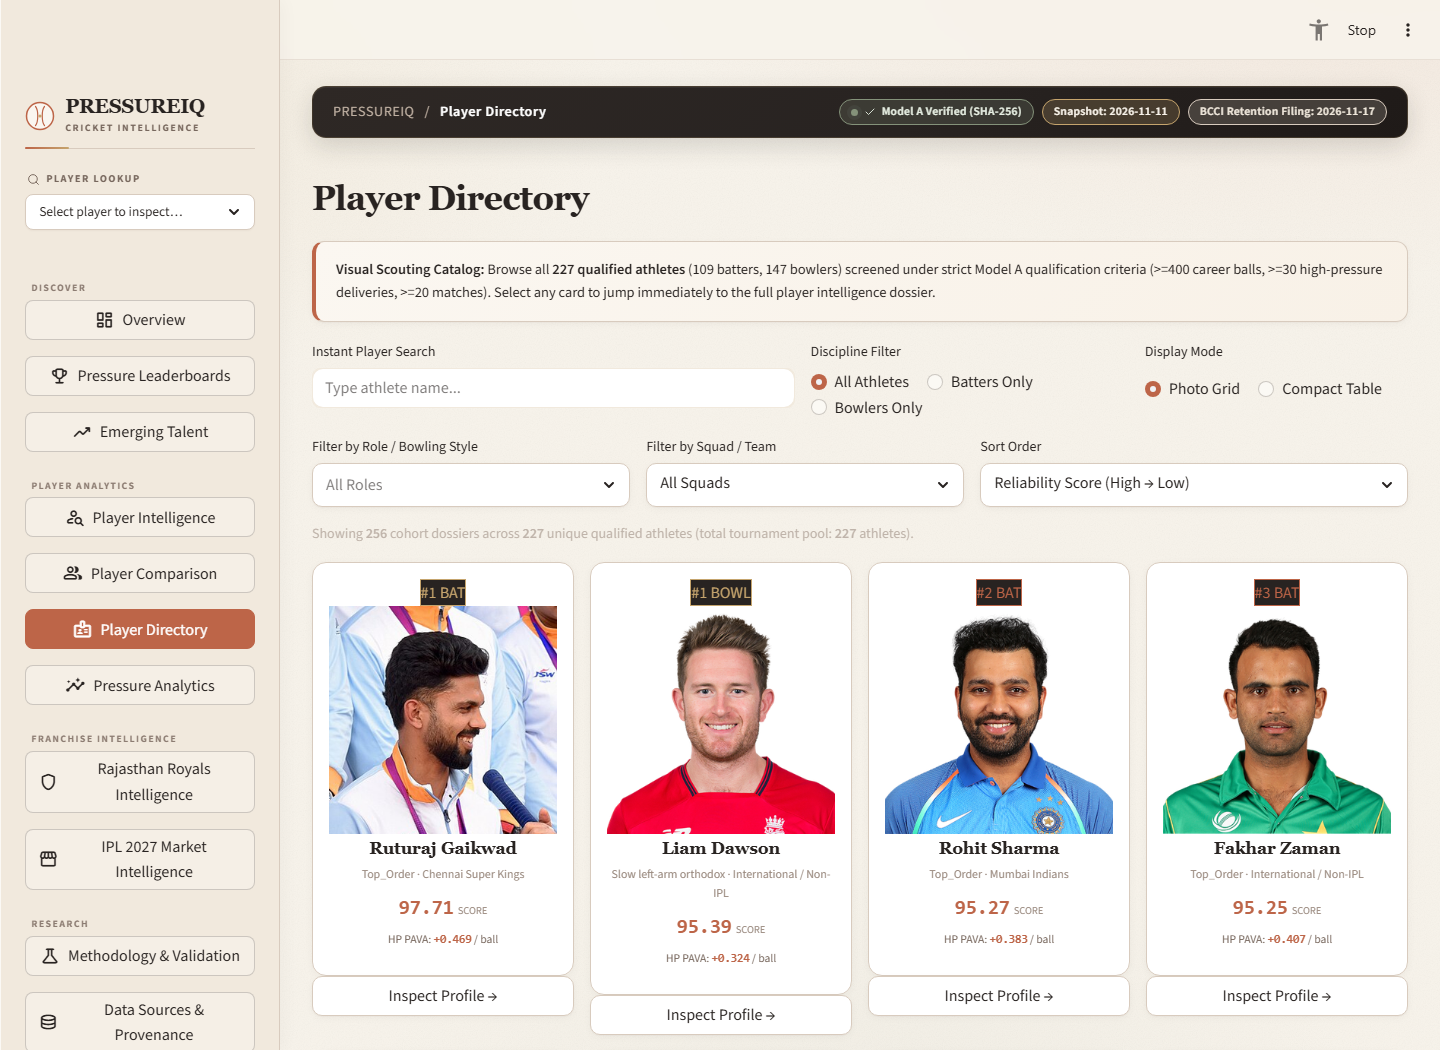 Stop
PRESSUREIQ
CRICKET INTELLIGENCE
PLAYER LOOKUP
Select player to inspect...
DISCOVER
Overview
Pressure Leaderboards
Emerging Talent
PLAYER ANALYTICS
Player Intelligence
Player Comparison
Player Directory
Pressure Analytics
FRANCHISE INTELLIGENCE
Rajasthan Royals
Intelligence
IPL 2027 Market
Intelligence
RESEARCH
Methodology & Validation
Data Sources &
Provenance
PRESSUREIQ / Player Directory
✓ Model A Verified (SHA-256)
Snapshot: 2026-11-11
BCCI Retention Filing: 2026-11-17
Player Directory
Visual Scouting Catalog: Browse all 227 qualified athletes (109 batters, 147 bowlers) screened under strict Model A qualification criteria (>=400 career balls, >=30 high-pressure
deliveries, >=20 matches). Select any card to jump immediately to the full player intelligence dossier.
Instant Player Search
Type athlete name...
Discipline Filter
All Athletes
Batters Only
Bowlers Only
Display Mode
Photo Grid
Compact Table
Filter by Role / Bowling Style
All Roles
Filter by Squad / Team
All Squads
Sort Order
Reliability Score (High → Low)
Showing 256 cohort dossiers across 227 unique qualified athletes (total tournament pool: 227 athletes).
#1 BAT
JSW
Ruturaj Gaikwad
Top_Order · Chennai Super Kings
97.71 SCORE
HP PAVA: +0.469 / ball
Inspect Profile →
#1 BOWL
Liam Dawson
Slow left-arm orthodox · International / Non-
IPL
95.39 SCORE
HP PAVA: +0.324 / ball
Inspect Profile →
#2 BAT
Rohit Sharma
Top_Order · Mumbai Indians
95.27 SCORE
HP PAVA: +0.383 / ball
Inspect Profile →
#3 BAT
Fakhar Zaman
Top_Order · International / Non-IPL
95.25 SCORE
HP PAVA: +0.407 / ball
Inspect Profile →